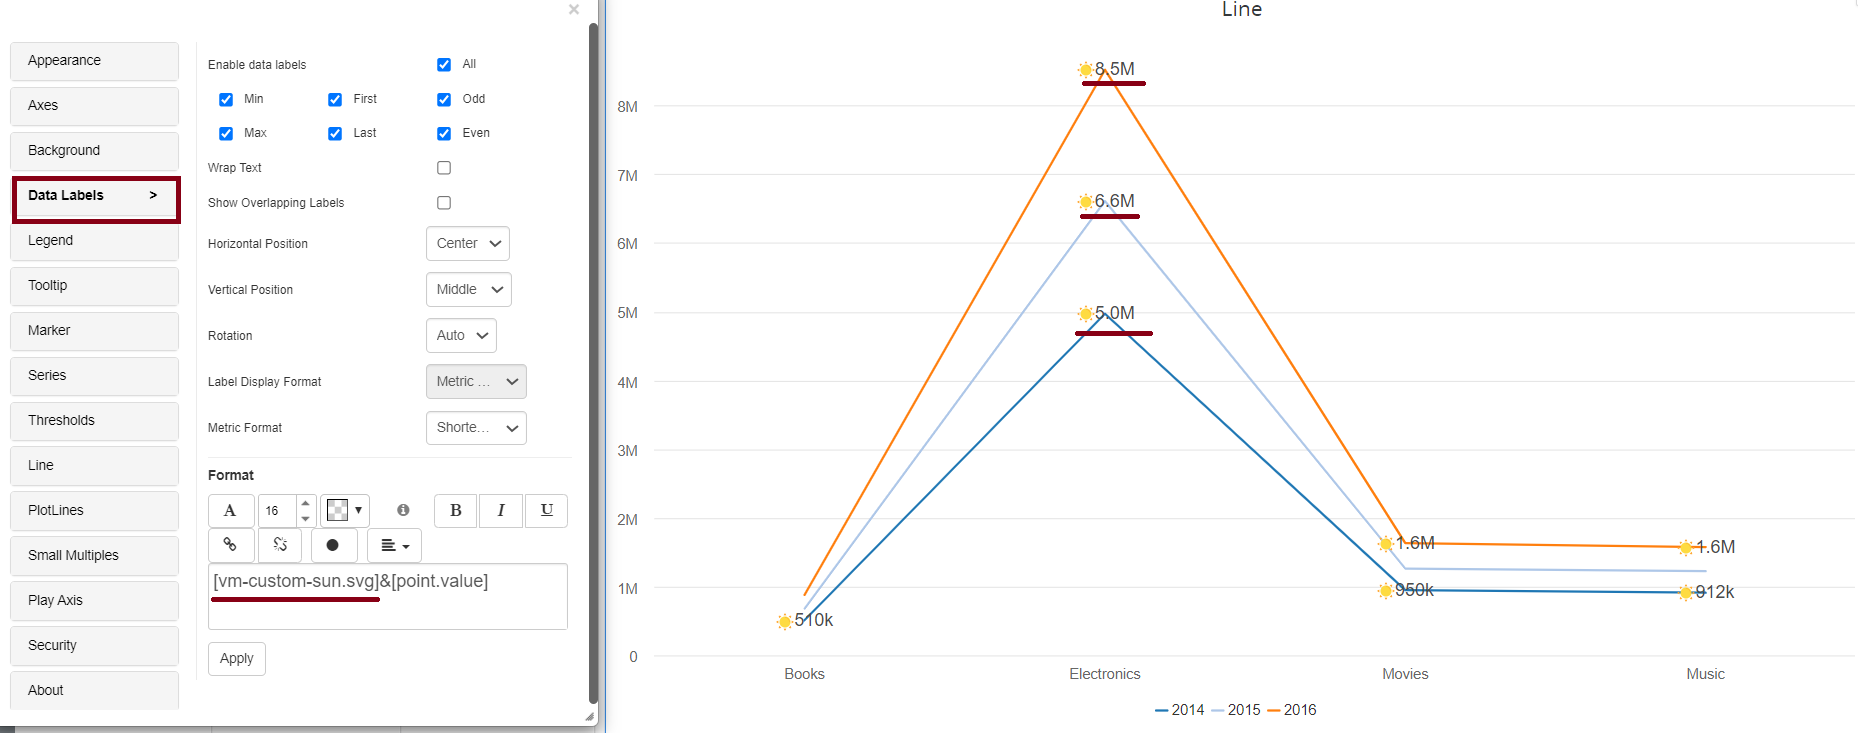 ×
Appearance
Axes
Background
Data Labels >
Legend
Tooltip
Marker
Series
Thresholds
Line
PlotLines
Small Multiples
Play Axis
Security
About
Enable data labels All
Min First Odd
Max Last Even
Wrap Text
Show Overlapping Labels
Horizontal Position Center
Vertical Position Middle
Rotation Auto
Label Display Format Metric ...
Metric Format Shorte...
Format
A 16 B I U
[vm-custom-sun.svg]&[point.value]
Apply
Line
8.5M
8M
7M
6.6M
6M
5M
5.0M
4M
3M
2M
1.6M
1.6M
1M
950k
912k
510k
0
Books Electronics Movies Music
2014 2015 2016